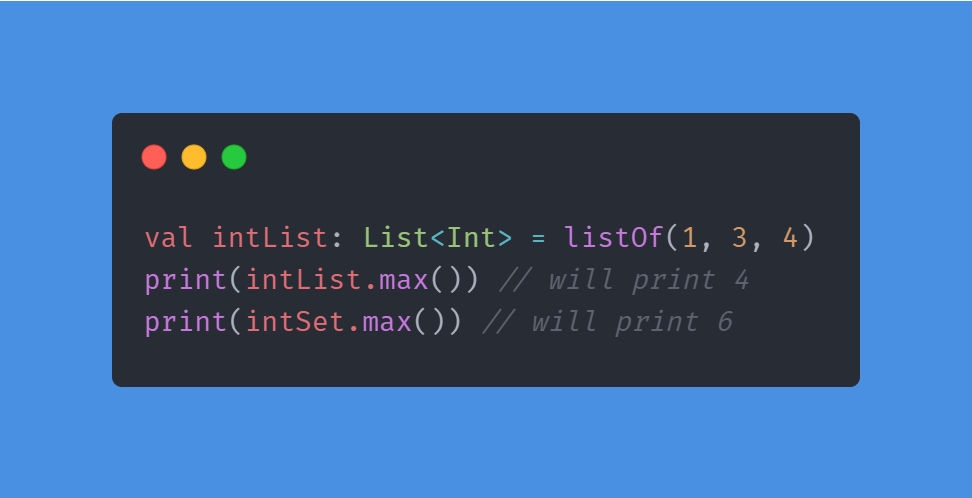 val intList: List<Int> = listOf(1, 3, 4)
print(intList.max()) // will print 4
print(intSet.max()) // will print 6